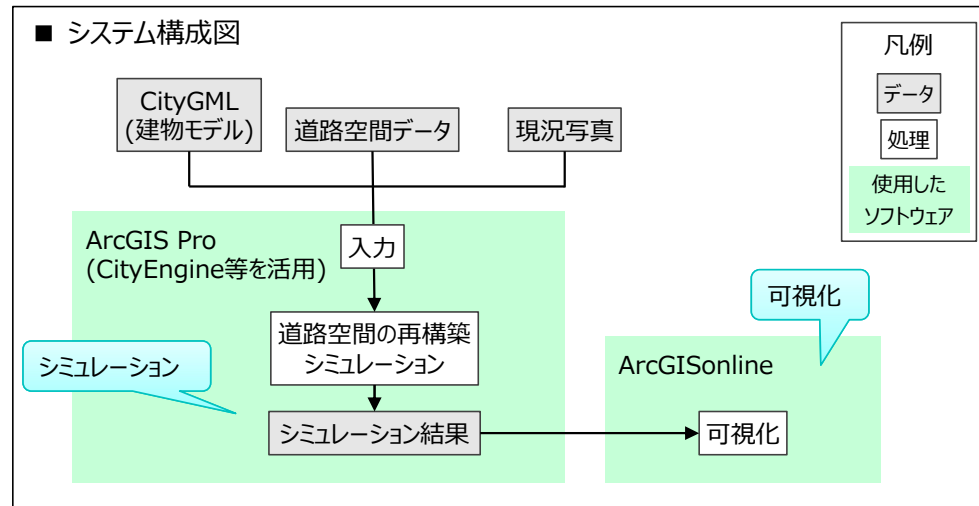 ■ システム構成図
凡例
データ
処理
使用した
ソフトウェア
CityGML
(建物モデル)
道路空間データ
現況写真
ArcGIS Pro
(CityEngine等を活用)
入力
道路空間の再構築
シミュレーション
シミュレーション
シミュレーション結果
可視化
ArcGISonline
可視化